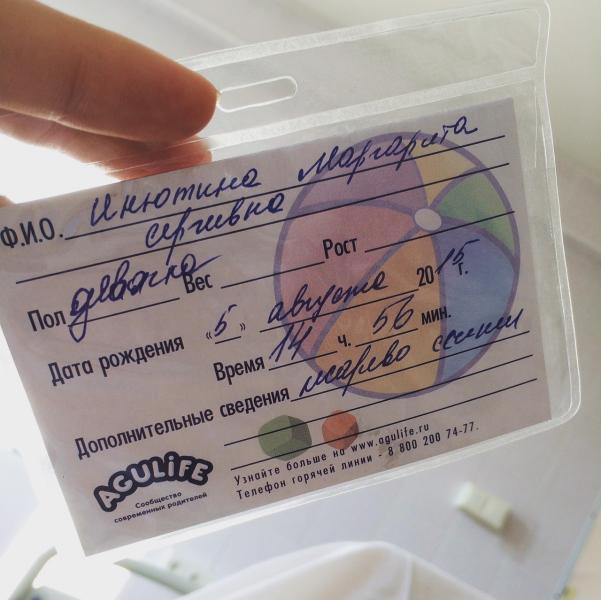 Ф.И.О. Инютина Маргарита
Сергивна
Пол девочка Вес Рост
Дата рождения «5» августа 2015 г.
Время 14 ч. 56 мин.
Дополнительные сведения
AGULIFE
Сообщество
современных родителей
Узнайте больше на www.agulife.ru
Телефон горячей линии - 8 800 200 74-77.